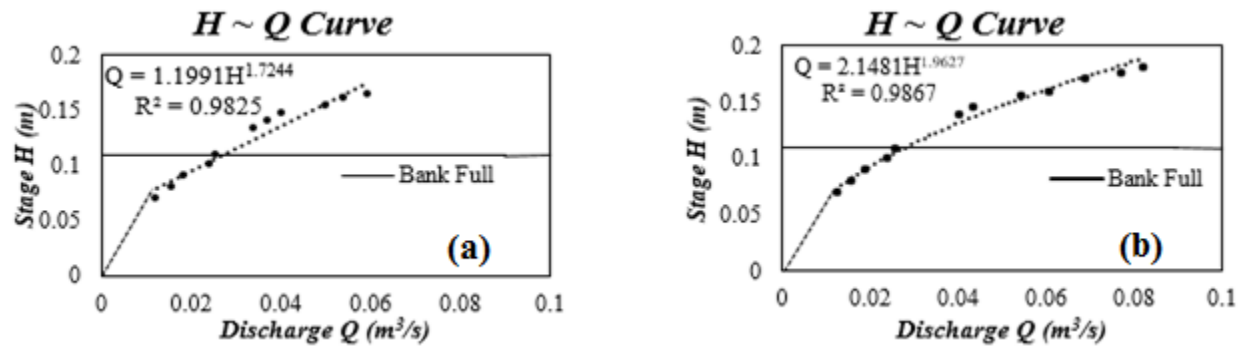 H ~ Q Curve
0.2
Q = 1.1991H^1.7244
R² = 0.9825
0.15
0.1
Bank Full
0.05
(a)
0
0 0.02 0.04 0.06 0.08 0.1
Stage H (m)
Discharge Q (m³/s)
H ~ Q Curve
0.2
Q = 2.1481H^1.9627
R² = 0.9867
0.15
0.1
Bank Full
0.05
(b)
0
0 0.02 0.04 0.06 0.08 0.1
Stage H (m)
Discharge Q (m³/s)